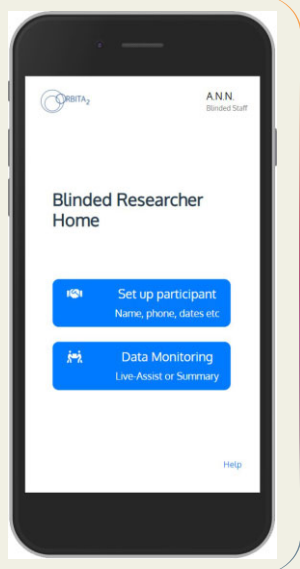 ORBITA2
A.N.N.
Blinded Staff
Blinded Researcher
Home
Set up participant
Name, phone, dates etc
Data Monitoring
Live-Assist or Summary
Help